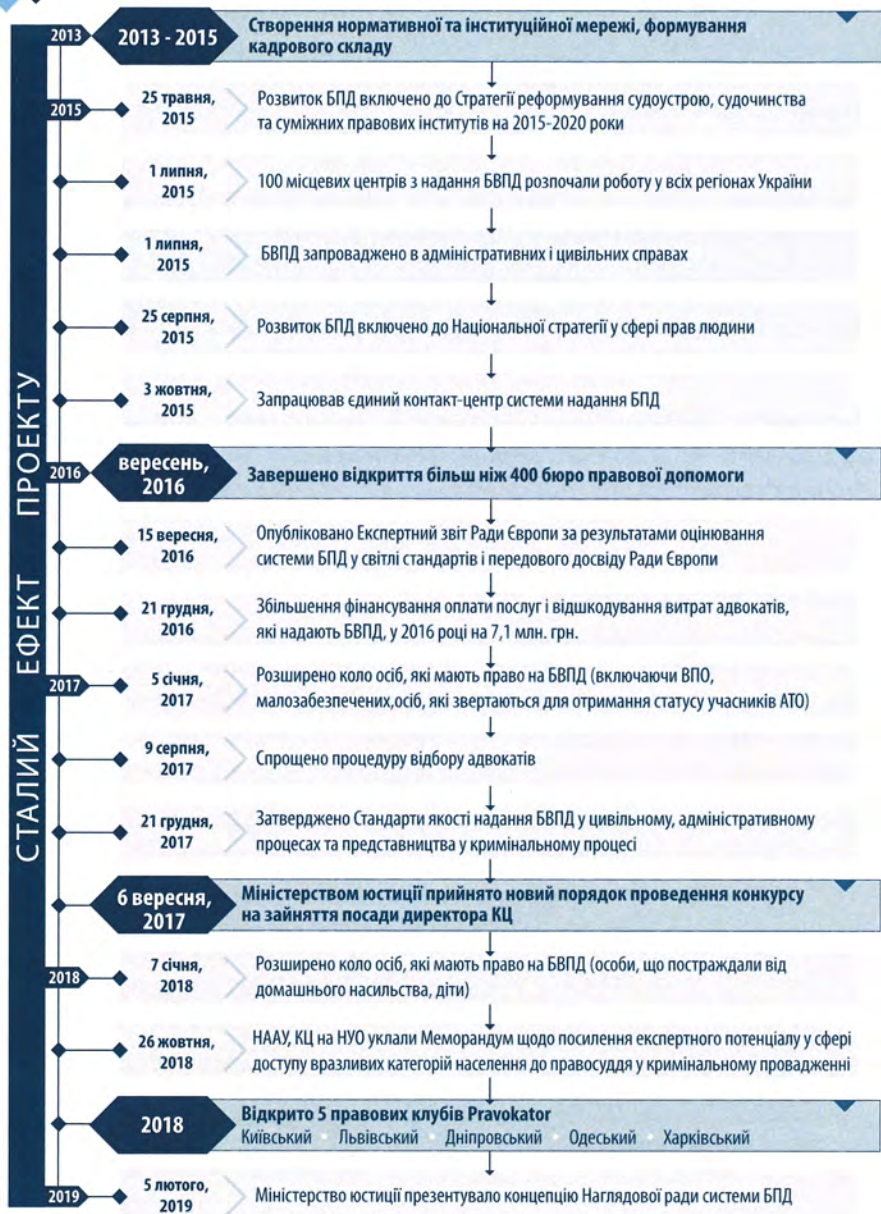 СТАЛИЙ ЕФЕКТ ПРОЕКТУ
2013
2013 - 2015
Створення нормативної та інституційної мережі, формування
кадрового складу
2015
25 травня,
2015
Розвиток БПД включено до Стратегії реформування судоустрою, судочинства
та суміжних правових інститутів на 2015-2020 роки
1 липня,
2015
100 місцевих центрів з надання БВПД розпочали роботу у всіх регіонах України
1 липня,
2015
БВПД запроваджено в адміністративних і цивільних справах
25 серпня,
2015
Розвиток БПД включено до Національної стратегії у сфері прав людини
3 жовтня,
2015
Запрацював єдиний контакт-центр системи надання БПД
2016
вересень,
2016
Завершено відкриття більш ніж 400 бюро правової допомоги
15 вересня,
2016
Опубліковано Експертний звіт Ради Європи за результатами оцінювання
системи БПД у світлі стандартів і передового досвіду Ради Європи
21 грудня,
2016
Збільшення фінансування оплати послуг і відшкодування витрат адвокатів,
які надають БВПД, у 2016 році на 7,1 млн. грн.
2017
5 січня,
2017
Розширено коло осіб, які мають право на БВПД (включаючи ВПО,
малозабезпечених,осіб, які звертаються для отримання статусу учасників АТО)
9 серпня,
2017
Спрощено процедуру відбору адвокатів
21 грудня,
2017
Затверджено Стандарти якості надання БВПД у цивільному, адміністративному
процесах та представництва у кримінальному процесі
6 вересня,
2017
Міністерством юстиції прийнято новий порядок проведення конкурсу
на зайняття посади директора КЦ
2018
7 січня,
2018
Розширено коло осіб, які мають право на БВПД (особи, що постраждали від
домашнього насильства, діти)
26 жовтня,
2018
НААУ, КЦ на НУО уклали Меморандум щодо посилення експертного потенціалу у сфері
доступу вразливих категорій населення до правосуддя у кримінальному провадженні
2018
Відкрито 5 правових клубів Pravokator
Київський Львівський Дніпровський Одеський Харківський
2019
5 лютого,
2019
Міністерство юстиції презентувало концепцію Наглядової ради системи БПД